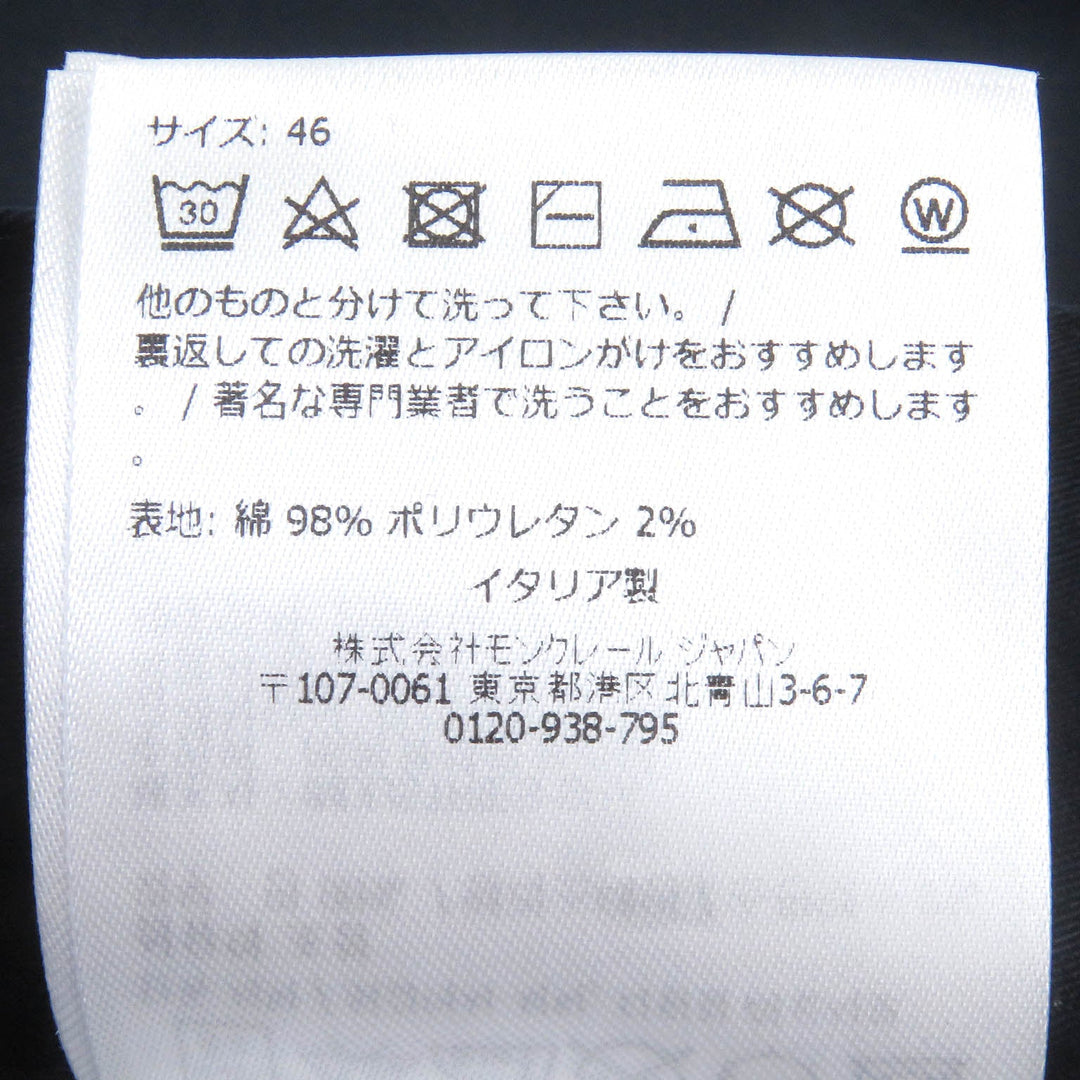 サイズ: 46
30 W
他のものと分けて洗って下さい。 /
裏返しての洗濯とアイロンがけをおすすめします
。 / 著名な専門業者で洗うことをおすすめします
。
表地: 綿 98% ポリウレタン 2%
イタリア製
株式会社モンクレール ジャパン
〒107-0061 東京都港区北青山3-6-7
0120-938-795